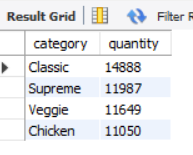 Result Grid Filter R
category quantity
Classic 14888
Supreme 11987
Veggie 11649
Chicken 11050